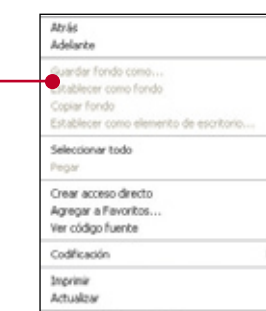 Atrás
Adelante
Guardar fondo como...
Establecer como fondo
Copiar fondo
Establecer como elemento de escritorio...
Seleccionar todo
Pegar
Crear acceso directo
Agregar a Favoritos...
Ver código fuente
Codificación
Imprimir
Actualizar